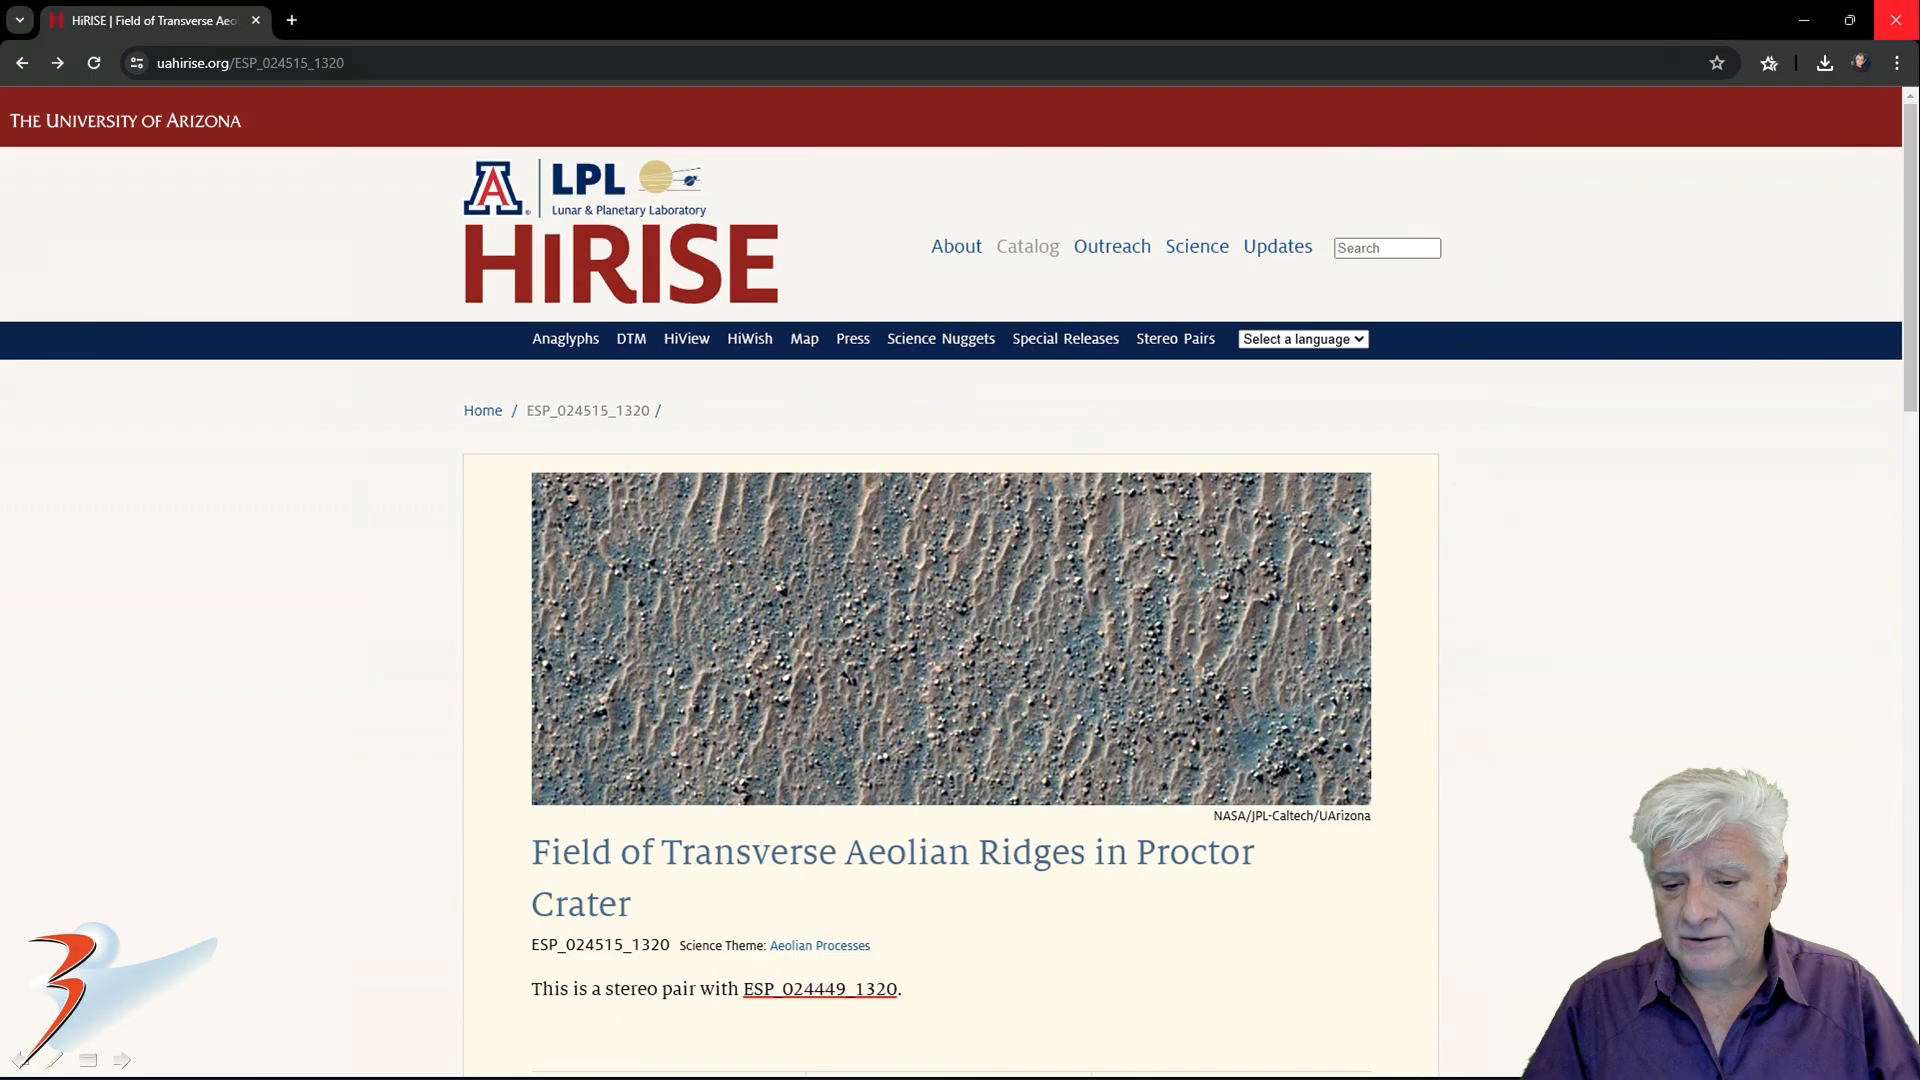 HiRISE | Field of Transverse Aeo
uahirise.org/ESP_024515_1320
THE UNIVERSITY OF ARIZONA
A LPL
Lunar & Planetary Laboratory
HiRISE
About Catalog Outreach Science Updates Search
Anaglyphs DTM HiView HiWish Map Press Science Nuggets Special Releases Stereo Pairs Select a language
Home / ESP_024515_1320 /
NASA/JPL-Caltech/UArizona
Field of Transverse Aeolian Ridges in Proctor
Crater
ESP_024515_1320 Science Theme: Aeolian Processes
This is a stereo pair with ESP_024449_1320.